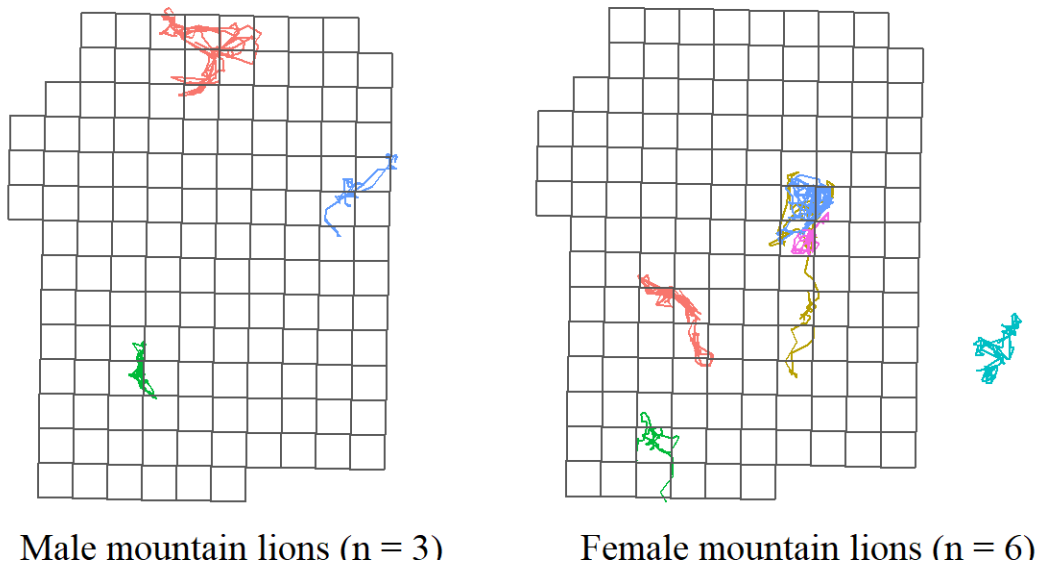 Male mountain lions (n = 3)
Female mountain lions (n = 6)